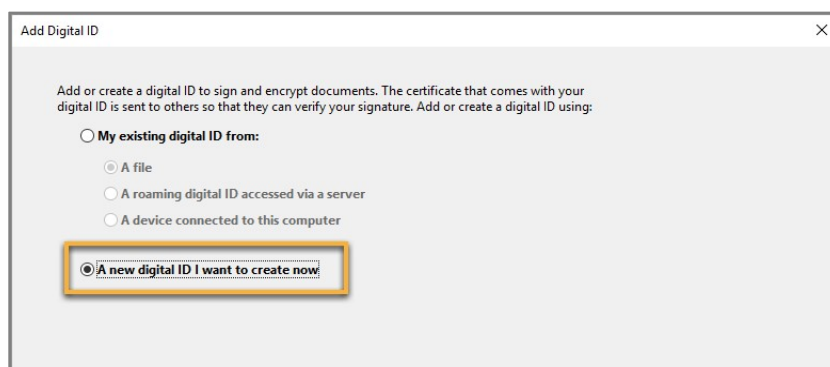 Add Digital ID
Add or create a digital ID to sign and encrypt documents. The certificate that comes with your
digital ID is sent to others so that they can verify your signature. Add or create a digital ID using:
My existing digital ID from:
A file
A roaming digital ID accessed via a server
A device connected to this computer
A new digital ID I want to create now